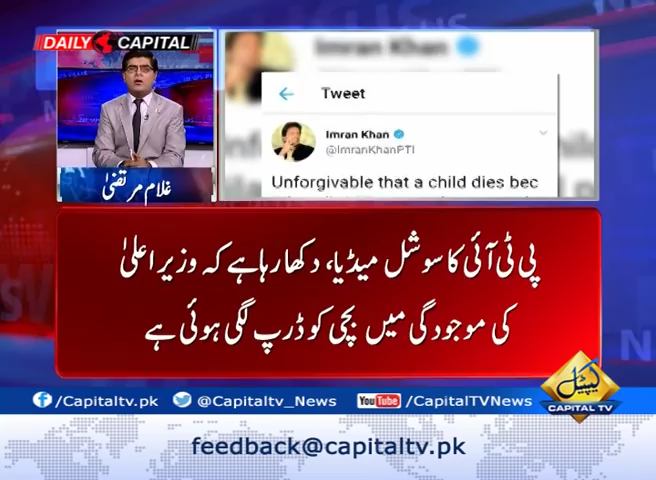 DAILY CAPITAL
Imran Khan
Tweet
Imran Khan
@ImranKhanPTI
Unforgivable that a child dies bec
غلام مرتضیٰ
پی ٹی آئی کا سوشل میڈیا، دکھا رہا ہے کہ وزیر اعلیٰ
کی موجودگی میں بچی کو ڈرپ لگی ہوئی ہے
کیپیٹل
CAPITAL TV
/Capitaltv.pk @Capitaltv_News You Tube /CapitalTVNews
feedback@capitaltv.pk